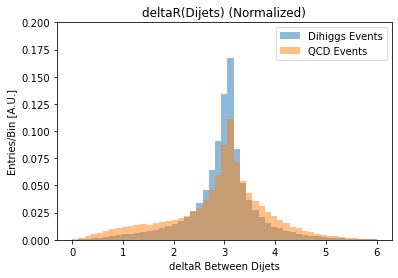 deltaR(Dijets) (Normalized)
Dihiggs Events
QCD Events
Entries/Bin [A.U.]
0.200
0.175
0.150
0.125
0.100
0.075
0.050
0.025
0.000
0 1 2 3 4 5 6
deltaR Between Dijets